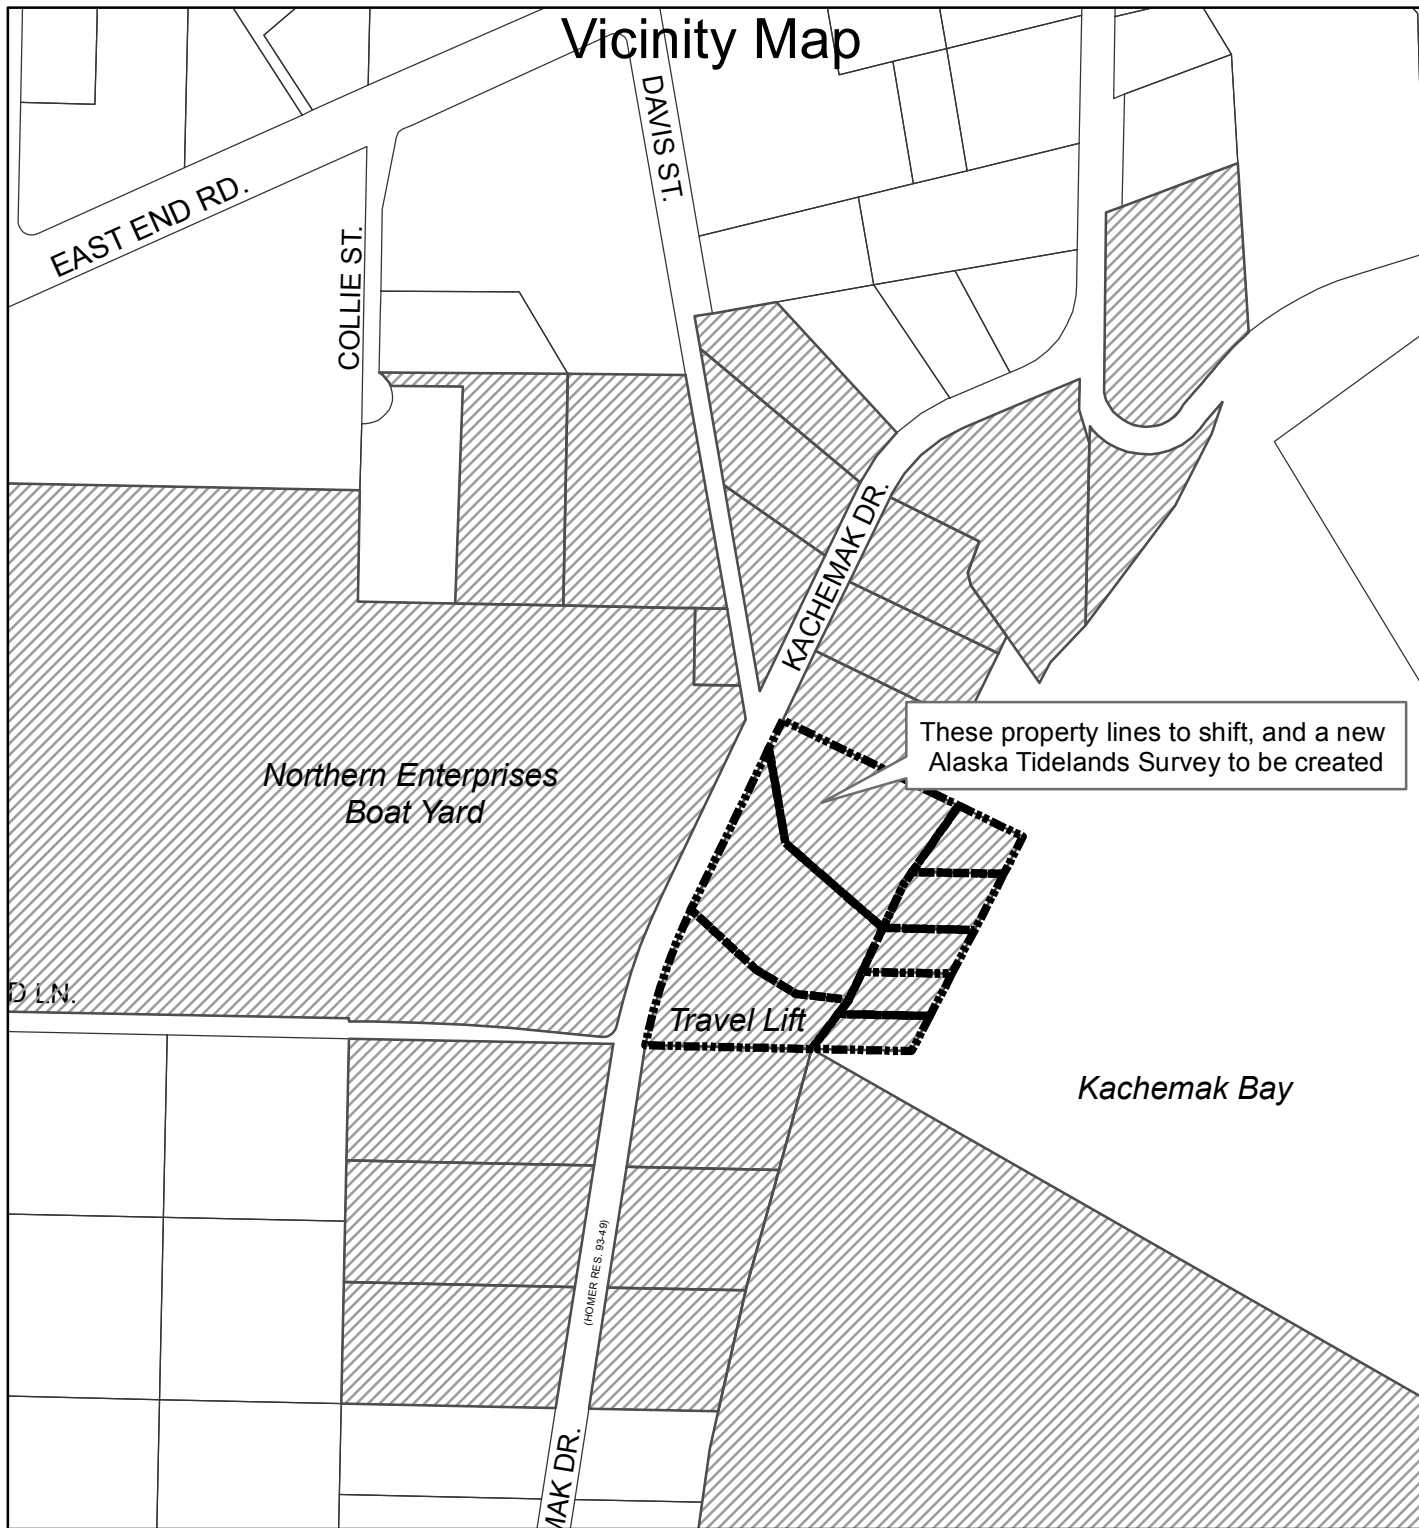 Vicinity Map
DAVIS ST.
EAST END RD.
COLLIE ST.
KACHEMAK DR.
These property lines to shift, and a new
Alaska Tidelands Survey to be created
Northern Enterprises
Boat Yard
D LN.
Travel Lift
Kachemak Bay
(HOMER RES. 93-49)
MAK DR.